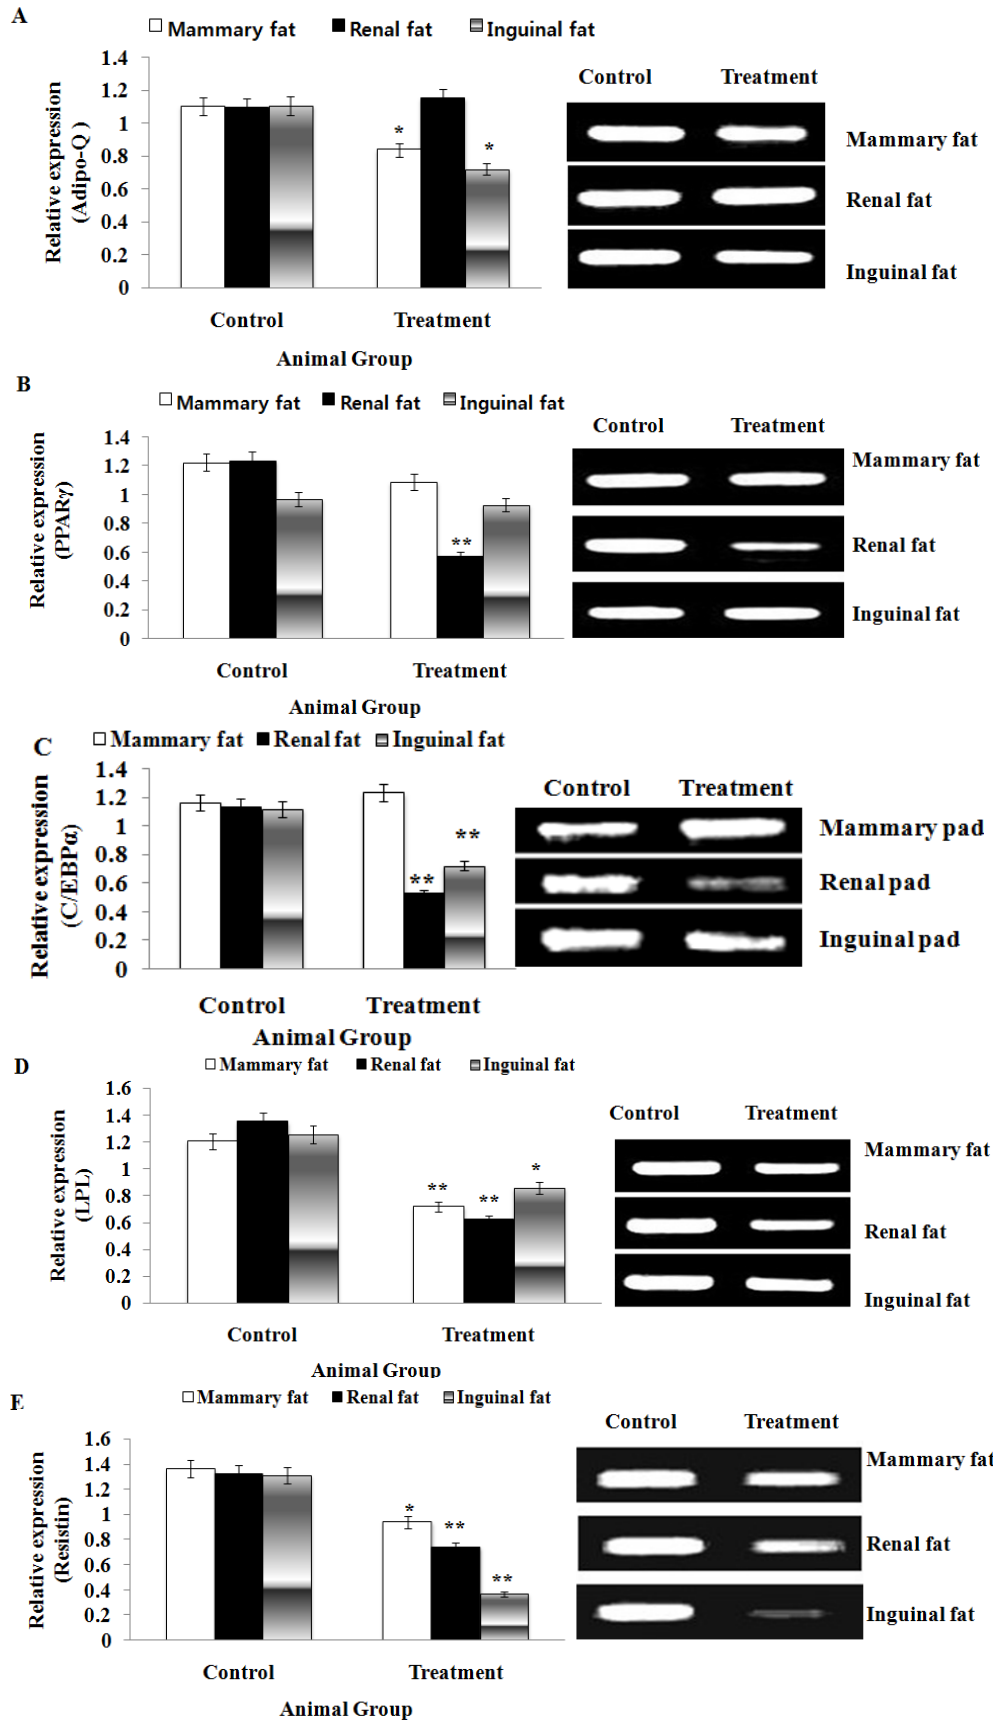 A
Mammary fat Renal fat Inguinal fat
Relative expression
(Adipo-Q )
1.4
1.2
1
0.8
0.6
0.4
0.2
0
* *
Control Treatment
Animal Group
Control Treatment
Mammary fat
Renal fat
Inguinal fat
B
Mammary fat Renal fat Inguinal fat
Relative expression
(PPARγ)
1.4
1.2
1
0.8
0.6
0.4
0.2
0
**
Control Treatment
Animal Group
Control Treatment
Mammary fat
Renal fat
Inguinal fat
C
Mammary fat Renal fat Inguinal fat
Relative expression
(C/EBPα)
1.4
1.2
1
0.8
0.6
0.4
0.2
0
** **
Control Treatment
Animal Group
Control Treatment
Mammary pad
Renal pad
Inguinal pad
D
Mammary fat Renal fat Inguinal fat
Relative expression
(LPL)
1.6
1.4
1.2
1
0.8
0.6
0.4
0.2
0
** ** *
Control Treatment
Animal Group
Control Treatment
Mammary fat
Renal fat
Inguinal fat
E
Mammary fat Renal fat Inguinal fat
Relative expression
(Resistin)
1.6
1.4
1.2
1
0.8
0.6
0.4
0.2
0
* ** **
Control Treatment
Animal Group
Control Treatment
Mammary fat
Renal fat
Inguinal fat